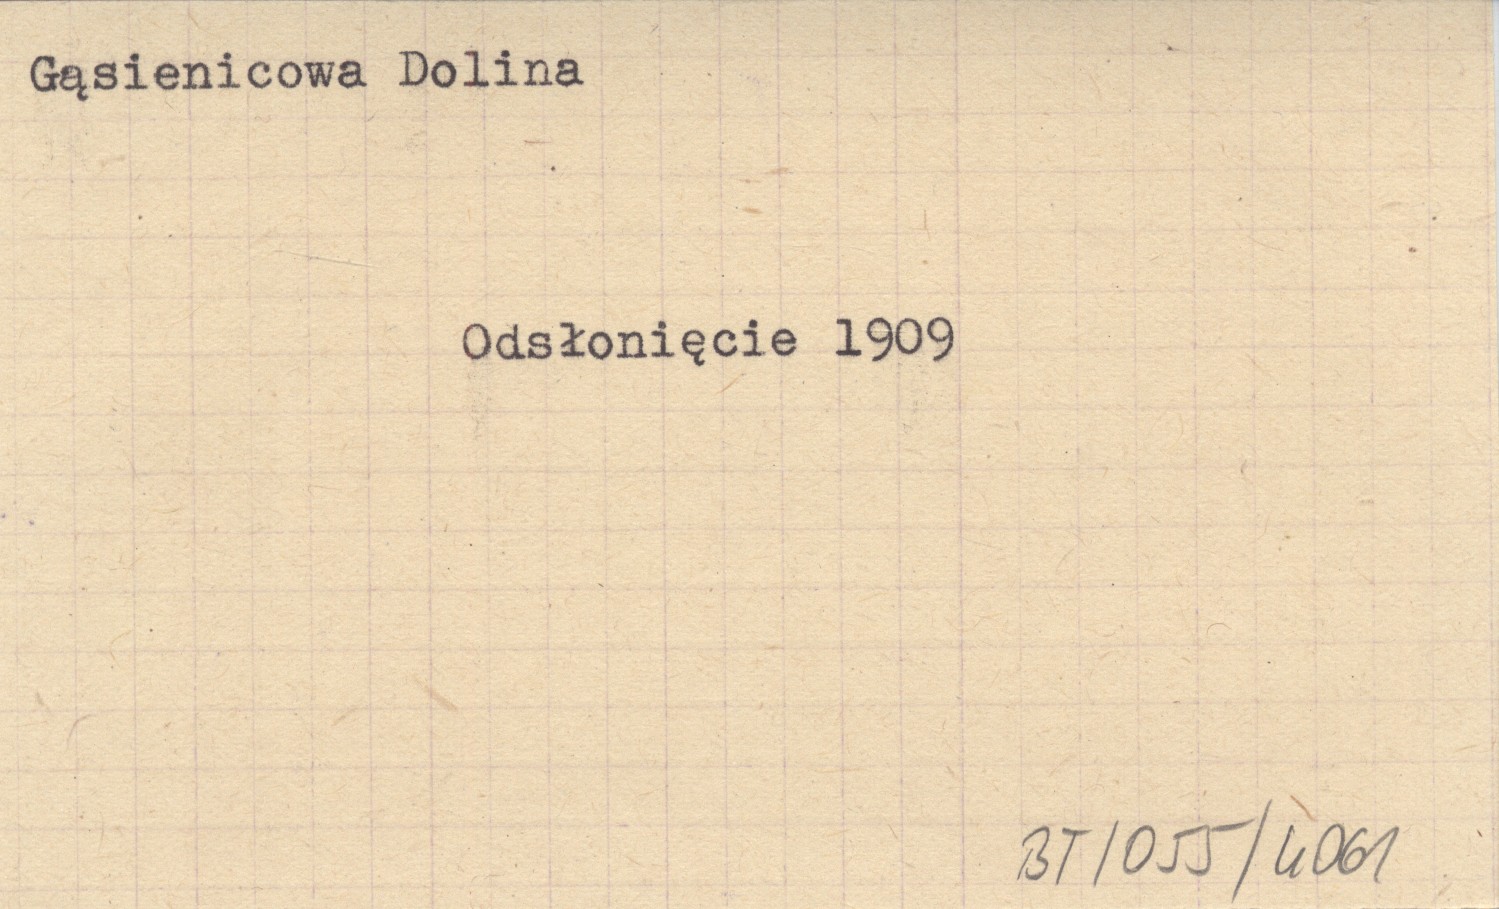 Gąsienicowa Dolina
Odsłonięcie 1909
BT/055/4061